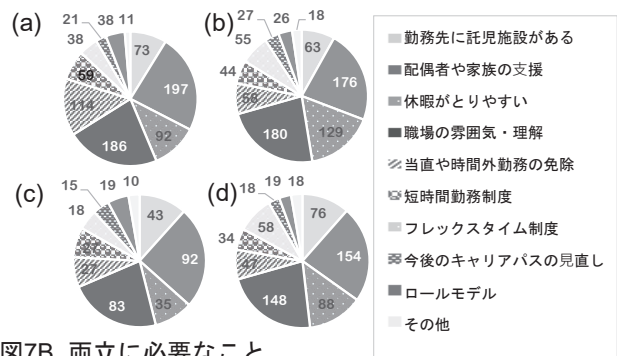 (a)
11
38
21
38
59
114
186
92
197
73
(b)
18
26
27
55
44
56
180
129
176
63
(c)
10
19
15
18
27
83
35
92
43
(d)
18
19
18
58
34
47
148
88
154
76
勤務先に託児施設がある
配偶者や家族の支援
休暇がとりやすい
職場の雰囲気・理解
当直や時間外勤務の免除
短時間勤務制度
フレックスタイム制度
今後のキャリアパスの見直し
ロールモデル
その他
図7B 両立に必要なこと